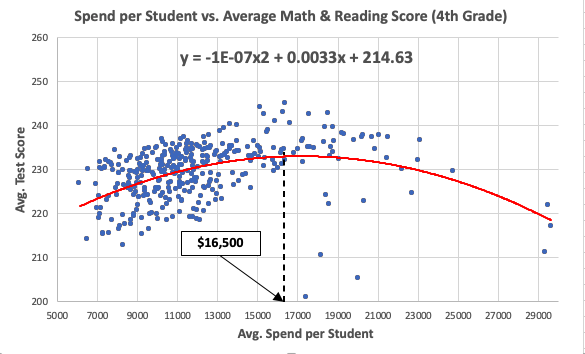 Spend per Student vs. Average Math & Reading Score (4th Grade)
y = -1E-07x2 + 0.0033x + 214.63
260
250
240
230
220
210
200
Avg. Test Score
$16,500
5000 7000 9000 11000 13000 15000 17000 19000 21000 23000 25000 27000 29000
Avg. Spend per Student